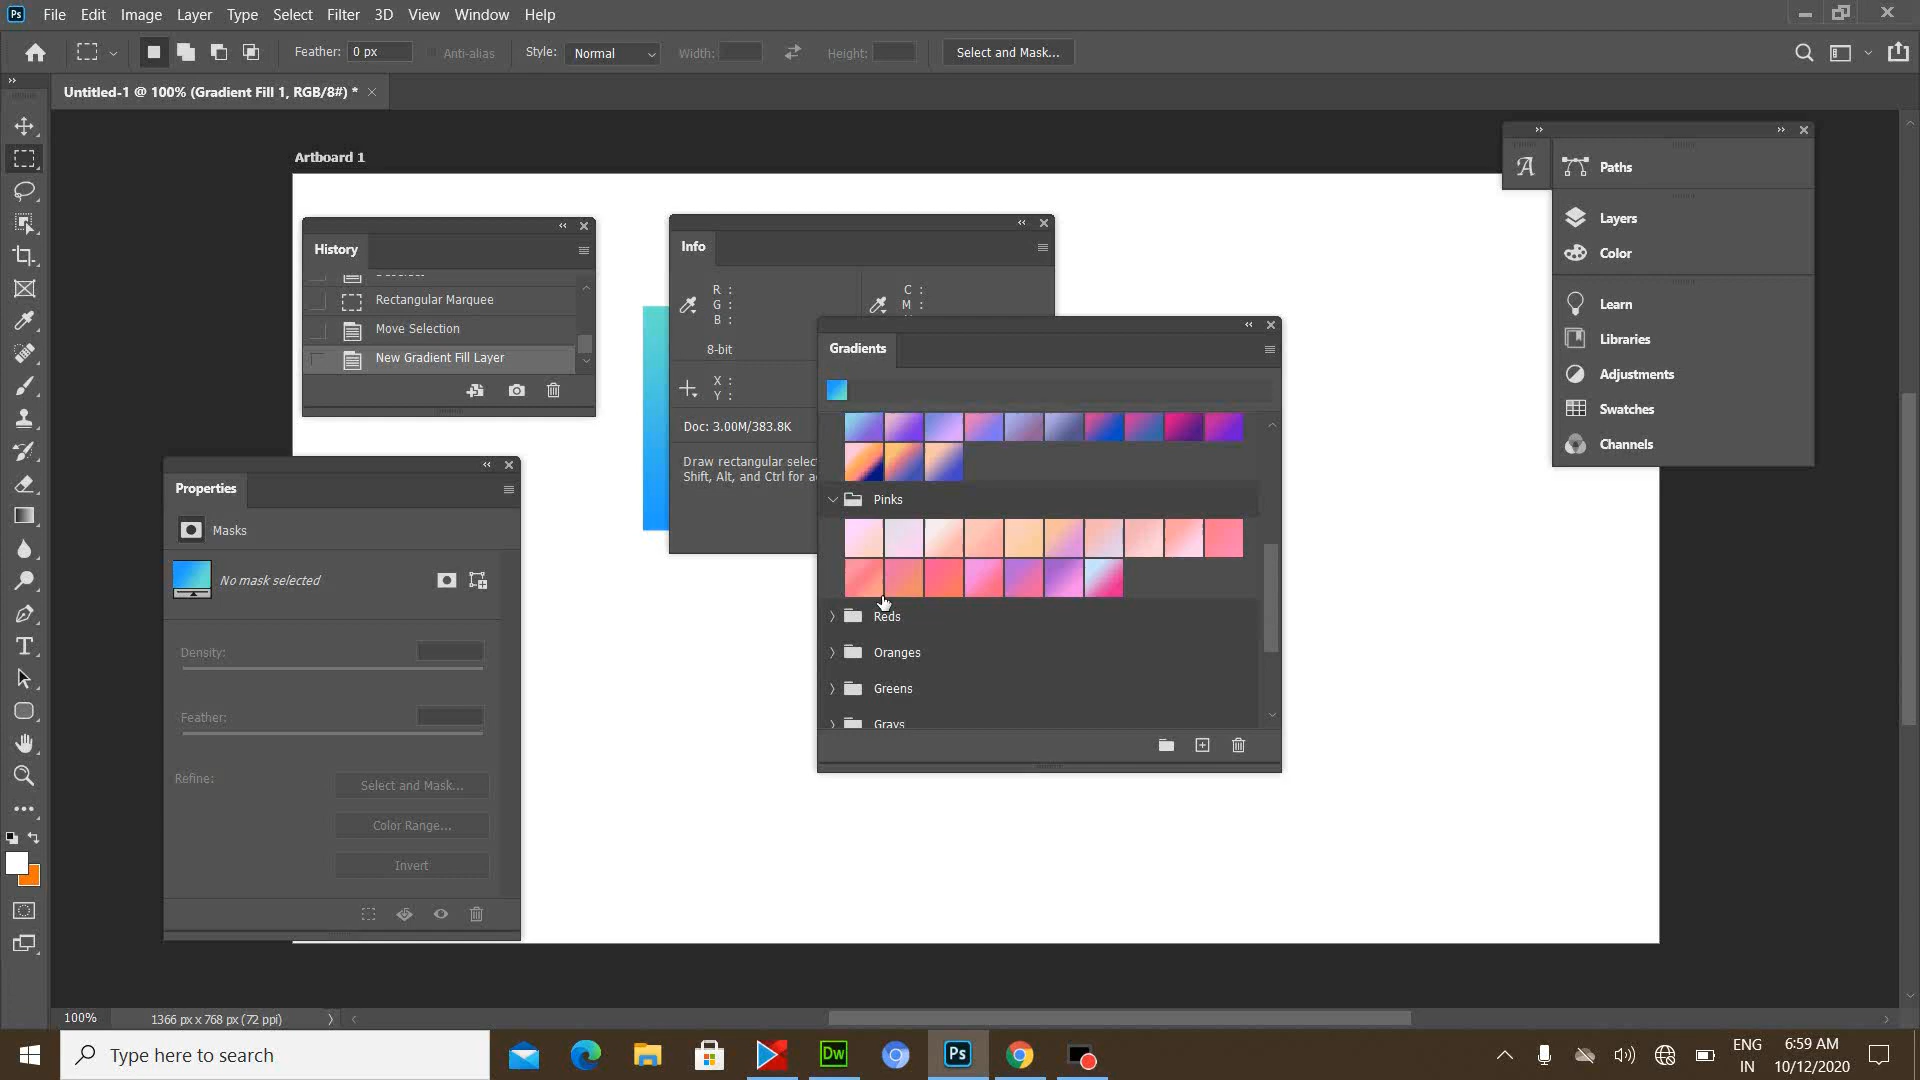 Ps File Edit Image Layer Type Select Filter 3D View Window Help
Feather: 0 px Anti-alias Style: Normal Width: Height: Select and Mask...
Untitled-1 @ 100% (Gradient Fill 1, RGB/8#) *
Artboard 1
History
Rectangular Marquee
Move Selection
New Gradient Fill Layer
Info
R :
G :
B :
C :
M :
8-bit
X :
Y :
Doc: 3.00M/383.8K
Draw rectangular selec
Shift, Alt, and Ctrl for a
Gradients
Pinks
Reds
Oranges
Greens
Grays
Properties
Masks
No mask selected
Density:
Feather:
Refine:
Select and Mask...
Color Range...
Invert
A
Paths
Layers
Color
Learn
Libraries
Adjustments
Swatches
Channels
T
100% 1366 px x 768 px (72 ppi)
Type here to search
Dw
Ps
ENG
IN
6:59 AM
10/12/2020